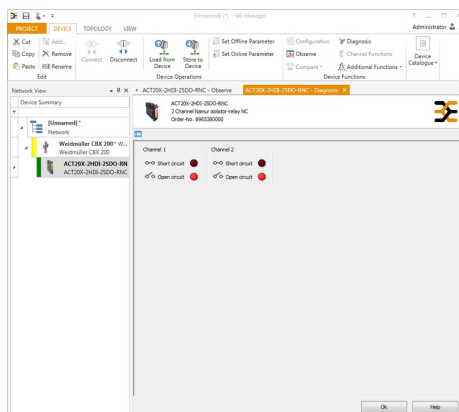 [Unnamed] (*) - WI-Manager
PROJECT DEVICE TOPOLOGY VIEW Administrator
Cut Add... Set Offline Parameter Configuration Diagnosis
Copy Remove Connect Disconnect Load from Device Store to Device Set Online Parameter Observe Channel Functions Device Catalogue
Paste Rename Compare Additional Functions
Edit Device Operations Device Functions
Network View ACT20X-2HDI-2SDO-RNC - Observe ACT20X-2HDI-2SDO-RNC - Diagnosis
Device Summary
ACT20X-2HDI-2SDO-RNC
2 Channel Namur isolator-relay NC
Order-No. 8965380000
[Unnamed] *
Network
Weidmüller CBX 200* W...
Weidmüller CBX 200
ACT20X-2HDI-2SDO-RN
ACT20X-2HDI-2SDO-RNC
Channel 1 Channel 2
Short circuit Short circuit
Open circuit Open circuit
Ok Help